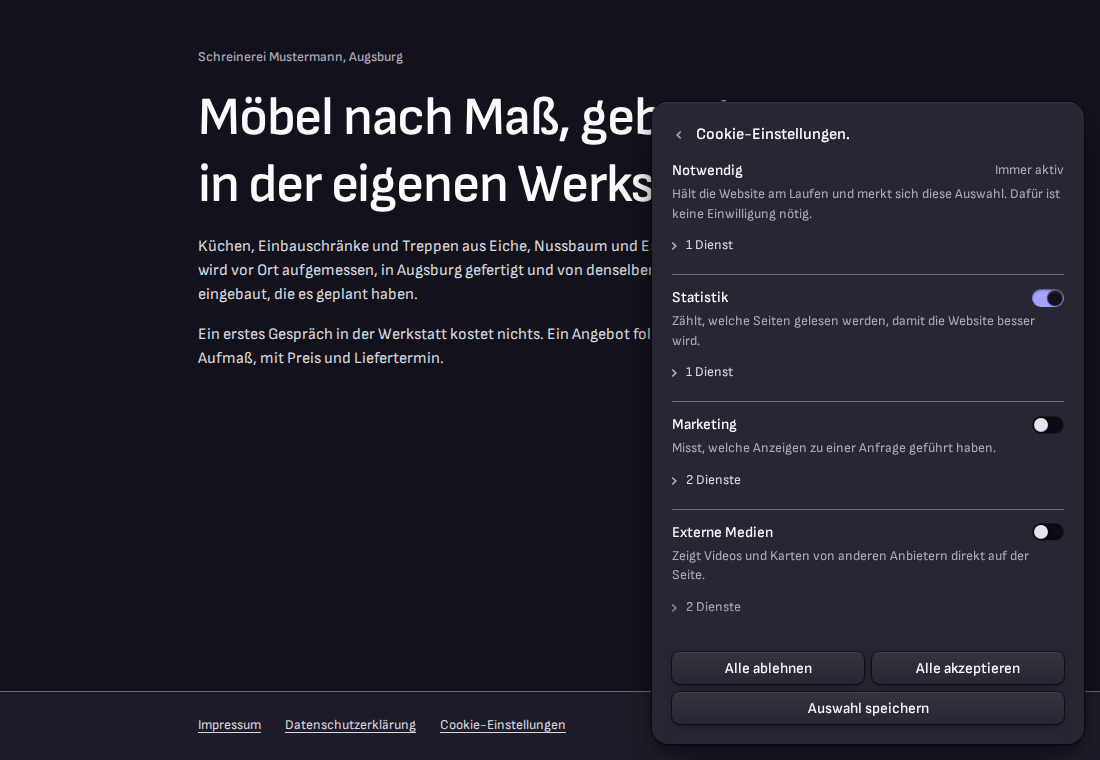 Schreinerei Mustermann, Augsburg
Möbel nach Maß,
in der eigenen
Küchen, Einbauschränke und Treppen aus Eiche, Nussbaum und
wird vor Ort aufgemessen, in Augsburg gefertigt und von
eingebaut, die es geplant haben.
Ein erstes Gespräch in der Werkstatt kostet nichts. Ein Angebot
Aufmaß, mit Preis und Liefertermin.
Cookie-Einstellungen.
Notwendig
Immer aktiv
Hält die Website am Laufen und merkt sich diese Auswahl. Dafür ist
keine Einwilligung nötig.
1 Dienst
Statistik
Zählt, welche Seiten gelesen werden, damit die Website besser
wird.
1 Dienst
Marketing
Misst, welche Anzeigen zu einer Anfrage geführt haben.
2 Dienste
Externe Medien
Zeigt Videos und Karten von anderen Anbietern direkt auf der
Seite.
2 Dienste
Alle ablehnen
Alle akzeptieren
Auswahl speichern
Impressum
Datenschutzerklärung
Cookie-Einstellungen